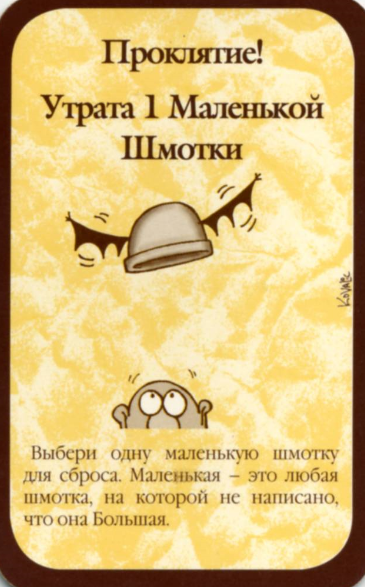 Проклятие!
Утрата 1 Маленькой
Шмотки
KOVALIC
Выбери одну маленькую шмотку
для сброса. Маленькая – это любая
шмотка, на которой не написано,
что она Большая.